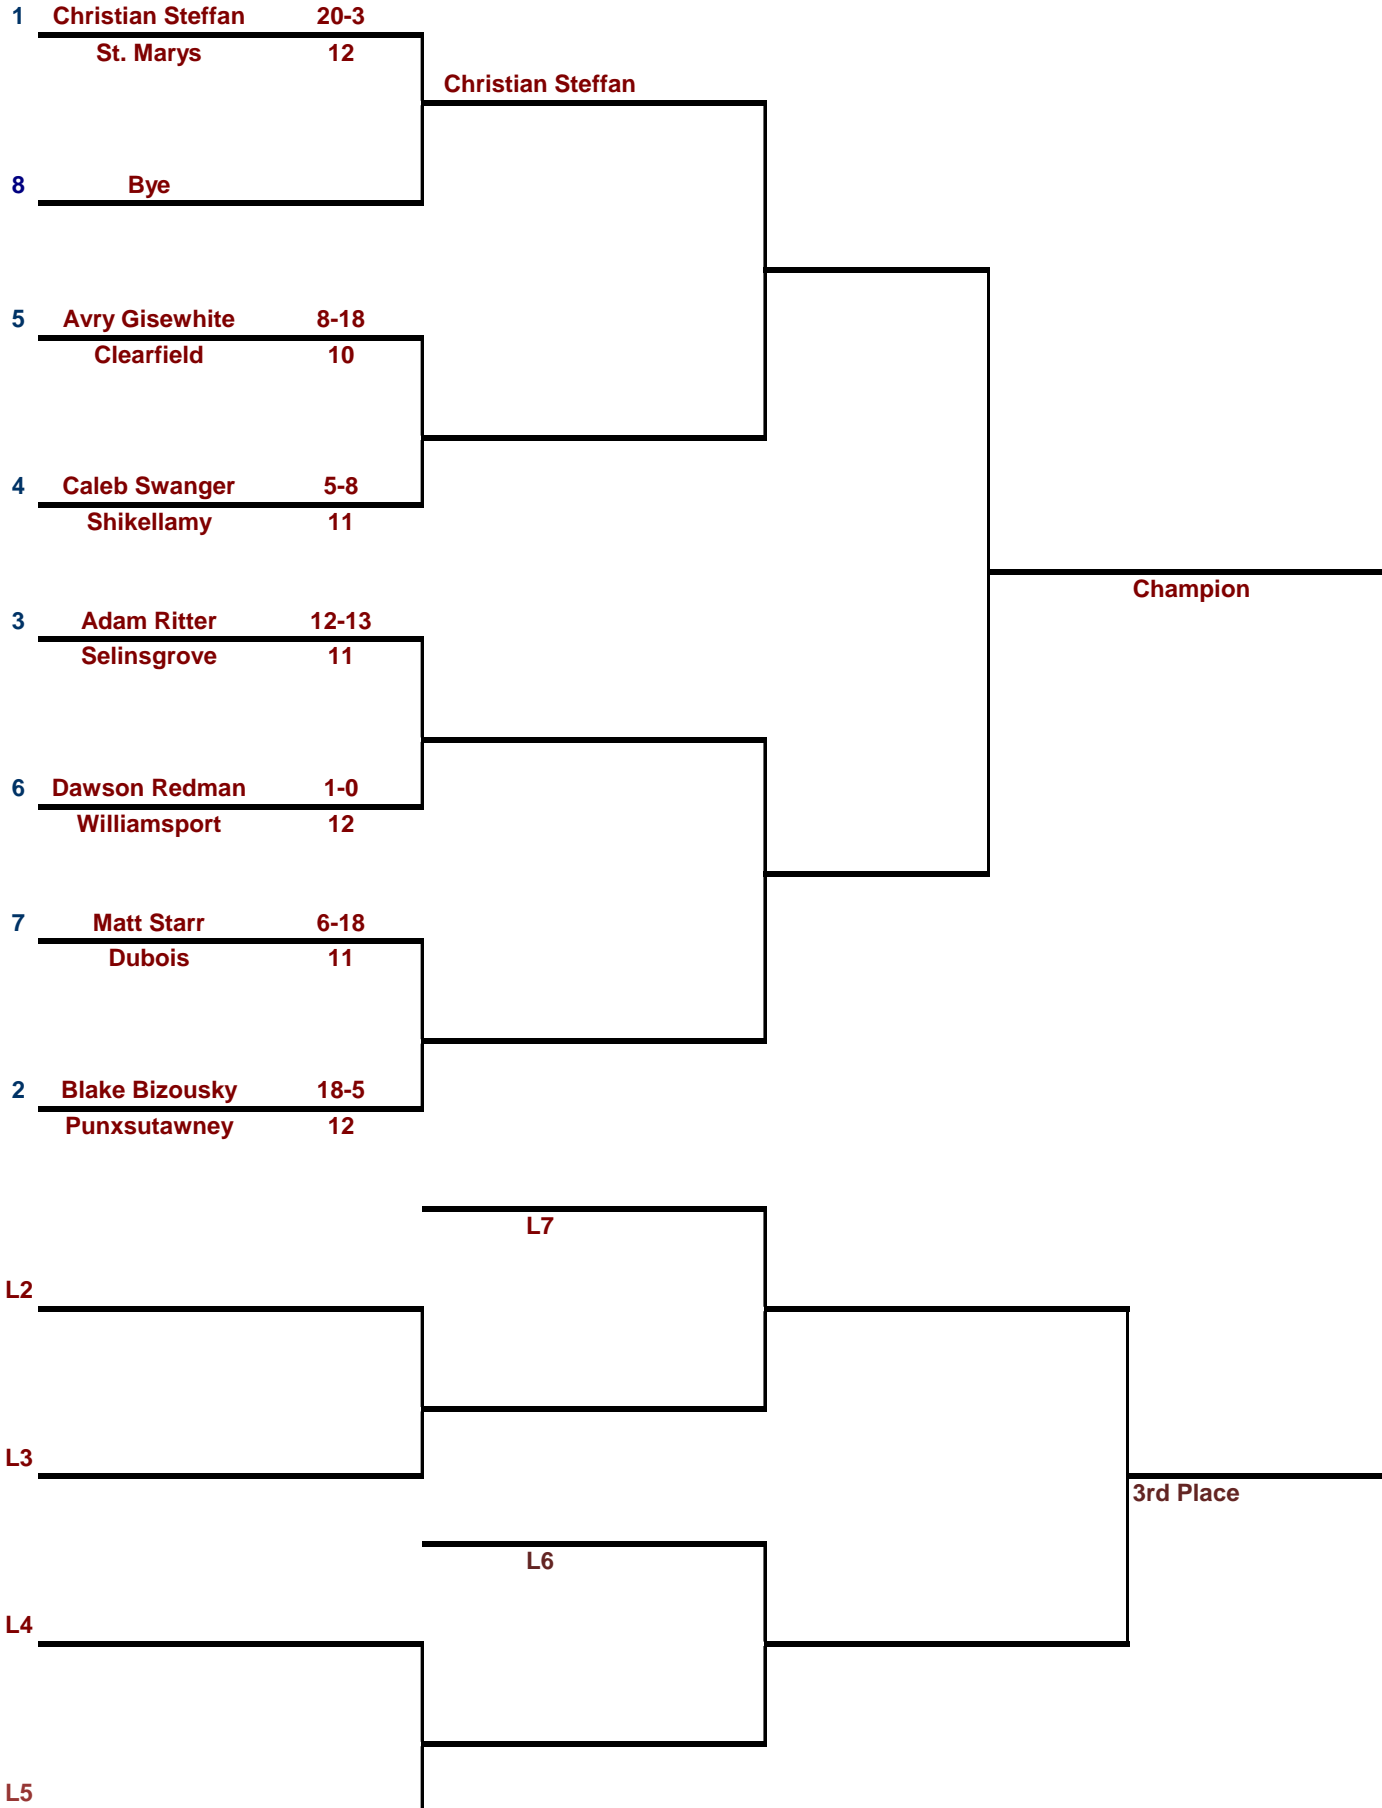 1 Christian Steffan 20-3
St. Marys 12
Christian Steffan
8 Bye
5 Avry Gisewhite 8-18
Clearfield 10
4 Caleb Swanger 5-8
Shikellamy 11
Champion
3 Adam Ritter 12-13
Selinsgrove 11
6 Dawson Redman 1-0
Williamsport 12
7 Matt Starr 6-18
Dubois 11
2 Blake Bizousky 18-5
Punxsutawney 12
L7
L2
L3
3rd Place
L6
L4
L5